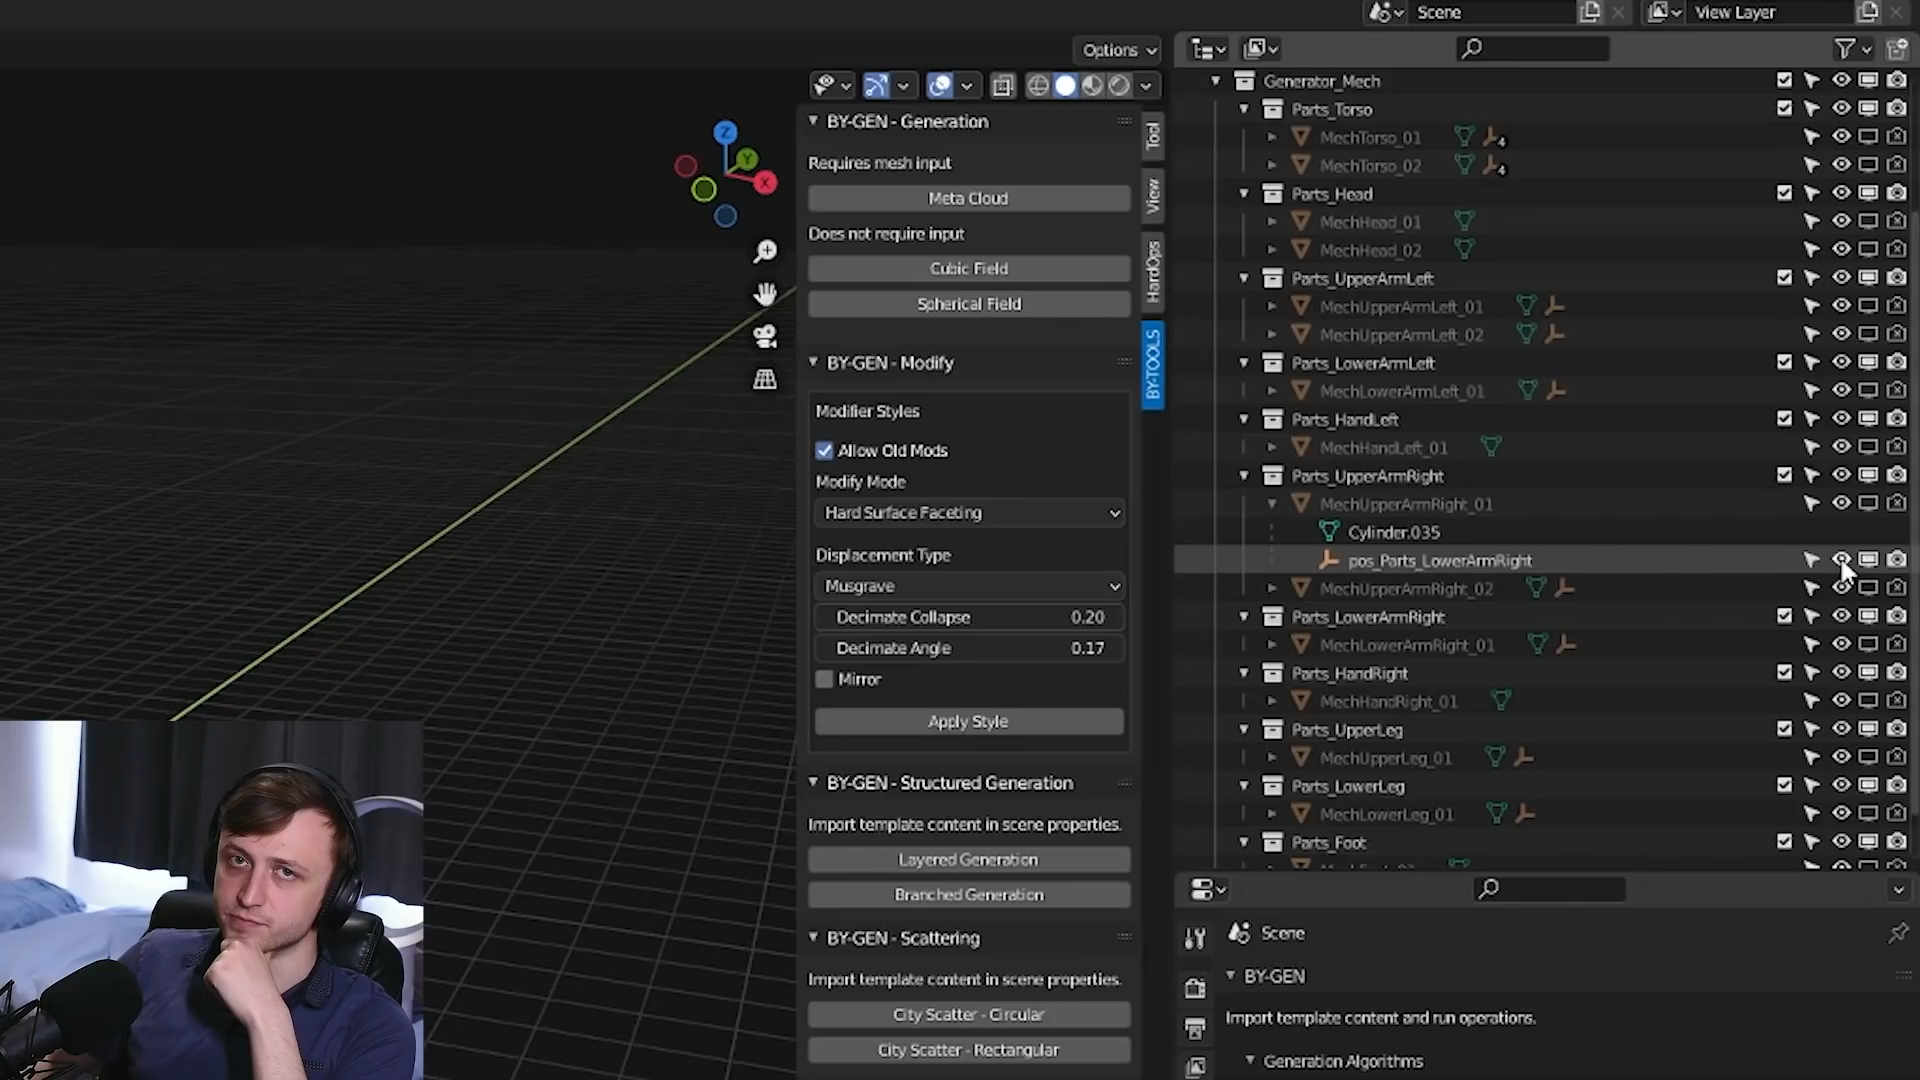 Scene
View Layer
Options
Generator_Mech
Parts_Torso
MechTorso_01 4
MechTorso_02 4
Parts_Head
MechHead_01
MechHead_02
Parts_UpperArmLeft
MechUpperArmLeft_01
MechUpperArmLeft_02
Parts_LowerArmLeft
MechLowerArmLeft_01
Parts_HandLeft
MechHandLeft_01
Parts_UpperArmRight
MechUpperArmRight_01
Cylinder.035
pos_Parts_LowerArmRight
MechUpperArmRight_02
Parts_LowerArmRight
MechLowerArmRight_01
Parts_HandRight
MechHandRight_01
Parts_UpperLeg
MechUpperLeg_01
Parts_LowerLeg
MechLowerLeg_01
Parts_Foot
Z
Y
X
BY-GEN - Generation
Requires mesh input
Meta Cloud
Does not require input
Cubic Field
Spherical Field
BY-GEN - Modify
Modifier Styles
Allow Old Mods
Modify Mode
Hard Surface Faceting
Displacement Type
Musgrave
Decimate Collapse 0.20
Decimate Angle 0.17
Mirror
Apply Style
BY-GEN - Structured Generation
Import template content in scene properties.
Layered Generation
Branched Generation
BY-GEN - Scattering
Import template content in scene properties.
City Scatter - Circular
City Scatter - Rectangular
Tool
View
HardOps
BY-TOOLS
Scene
BY-GEN
Import template content and run operations.
Generation Algorithms